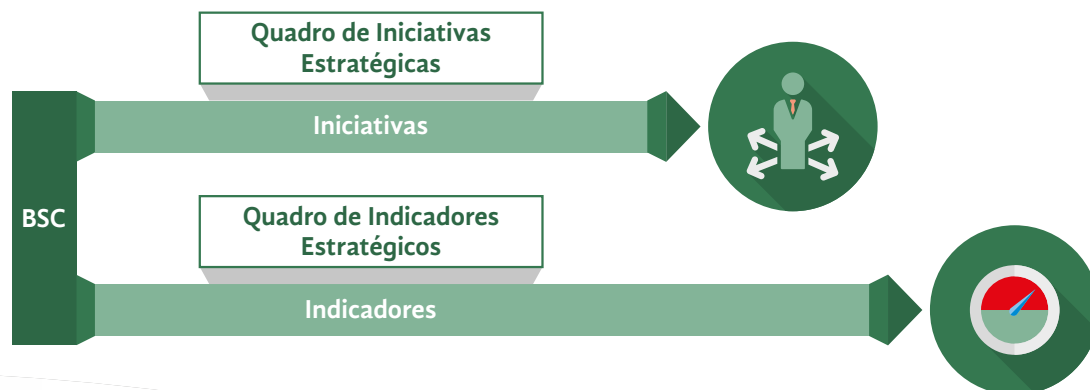 Quadro de Iniciativas
Estratégicas
Iniciativas
BSC
Quadro de Indicadores
Estratégicos
Indicadores